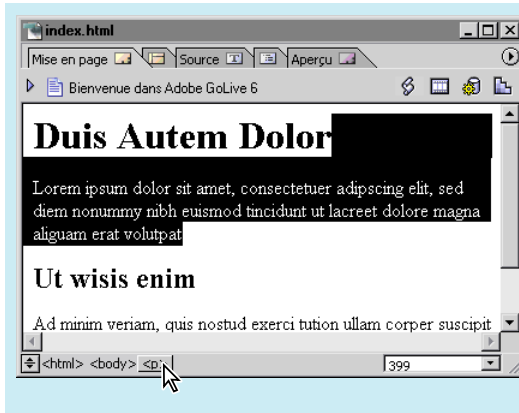 index.html
Mise en page Source Aperçu
Bienvenue dans Adobe GoLive 6
Duis Autem Dolor
Lorem ipsum dolor sit amet, consectetuer adipscing elit, sed
diem nonummy nibh euismod tincidunt ut lacreet dolore magna
aliguam erat volutpat
Ut wisis enim
Ad minim veriam, quis nostud exerci tution ullam corper suscipit
<html> <body> <p> 399